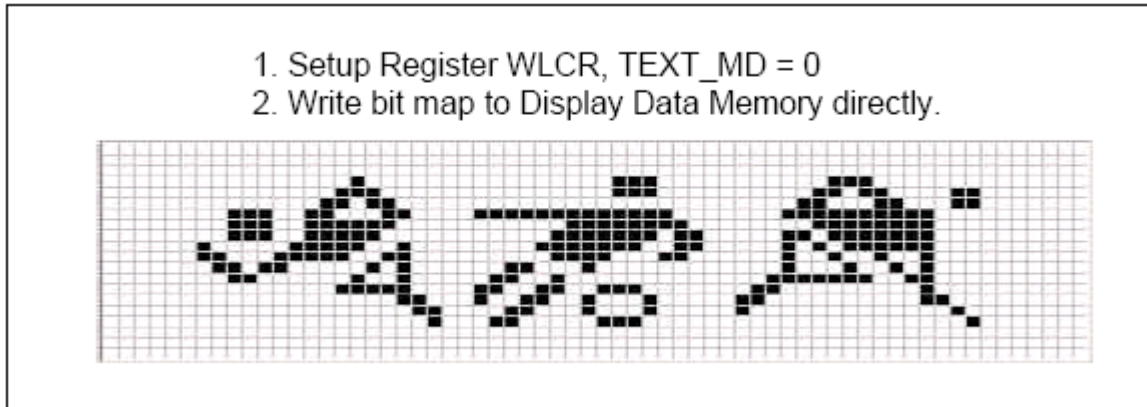 1. Setup Register WLCR, TEXT_MD = 0
2. Write bit map to Display Data Memory directly.